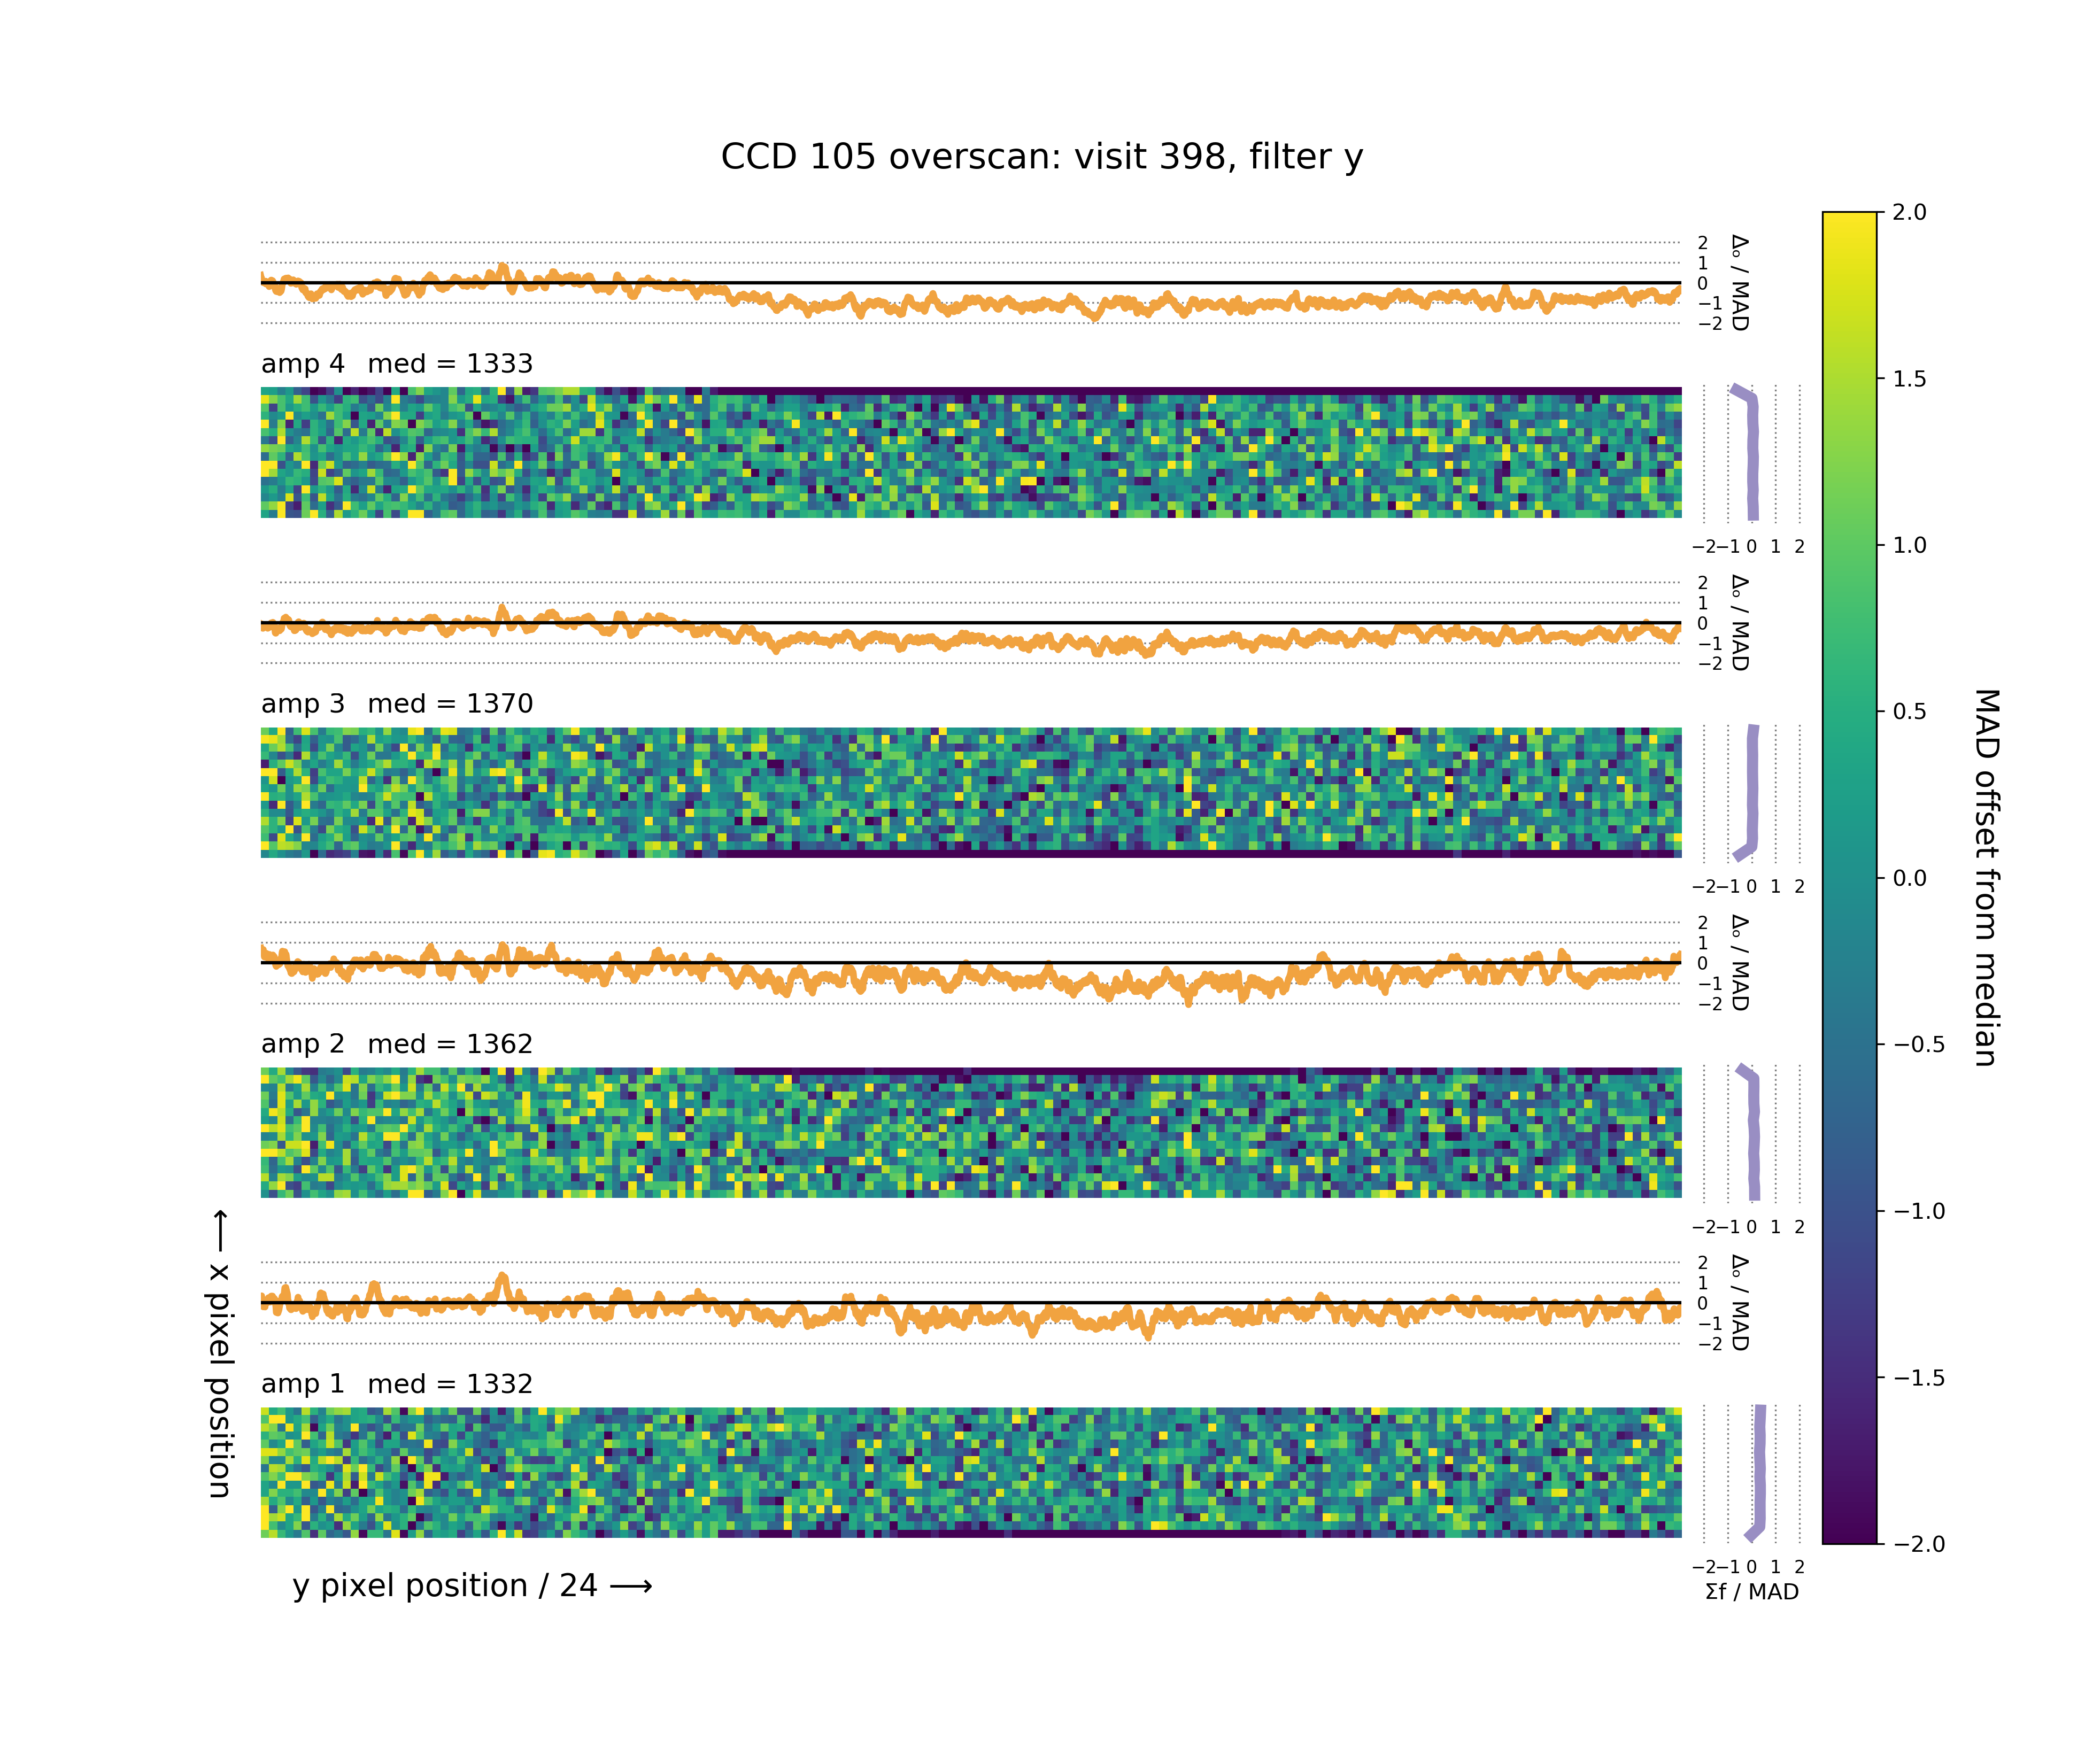 CCD 105 overscan: visit 398, filter y
2
1
0
−1
−2
Δₒ / MAD
amp 4 med = 1333
−2 −1 0 1 2
2
1
0
−1
−2
Δₒ / MAD
amp 3 med = 1370
−2 −1 0 1 2
2
1
0
−1
−2
Δₒ / MAD
amp 2 med = 1362
−2 −1 0 1 2
2
1
0
−1
−2
Δₒ / MAD
amp 1 med = 1332
−2 −1 0 1 2
Σf / MAD
y pixel position / 24 ⟶
⟵ x pixel position
2.0
1.5
1.0
0.5
0.0
−0.5
−1.0
−1.5
−2.0
MAD offset from median